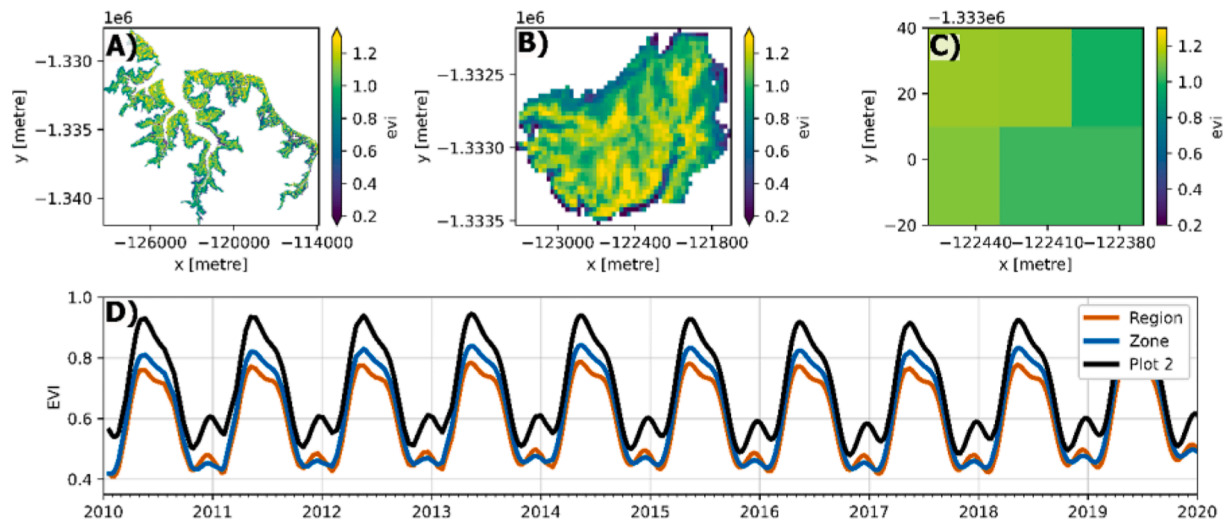 1e6
A)
−1.330
−1.335
−1.340
y [metre]
−126000 −120000 −114000
x [metre]
1.2
1.0
0.8
0.6
0.4
0.2
evi
1e6
B)
−1.3325
−1.3330
−1.3335
y [metre]
−123000 −122400 −121800
x [metre]
1.2
1.0
0.8
0.6
0.4
0.2
evi
−1.333e6
C)
40
20
0
−20
y [metre]
−122440 −122410 −122380
x [metre]
1.2
1.0
0.8
0.6
0.4
0.2
evi
D)
1.0
0.8
0.6
0.4
EVI
Region
Zone
Plot 2
2010 2011 2012 2013 2014 2015 2016 2017 2018 2019 2020